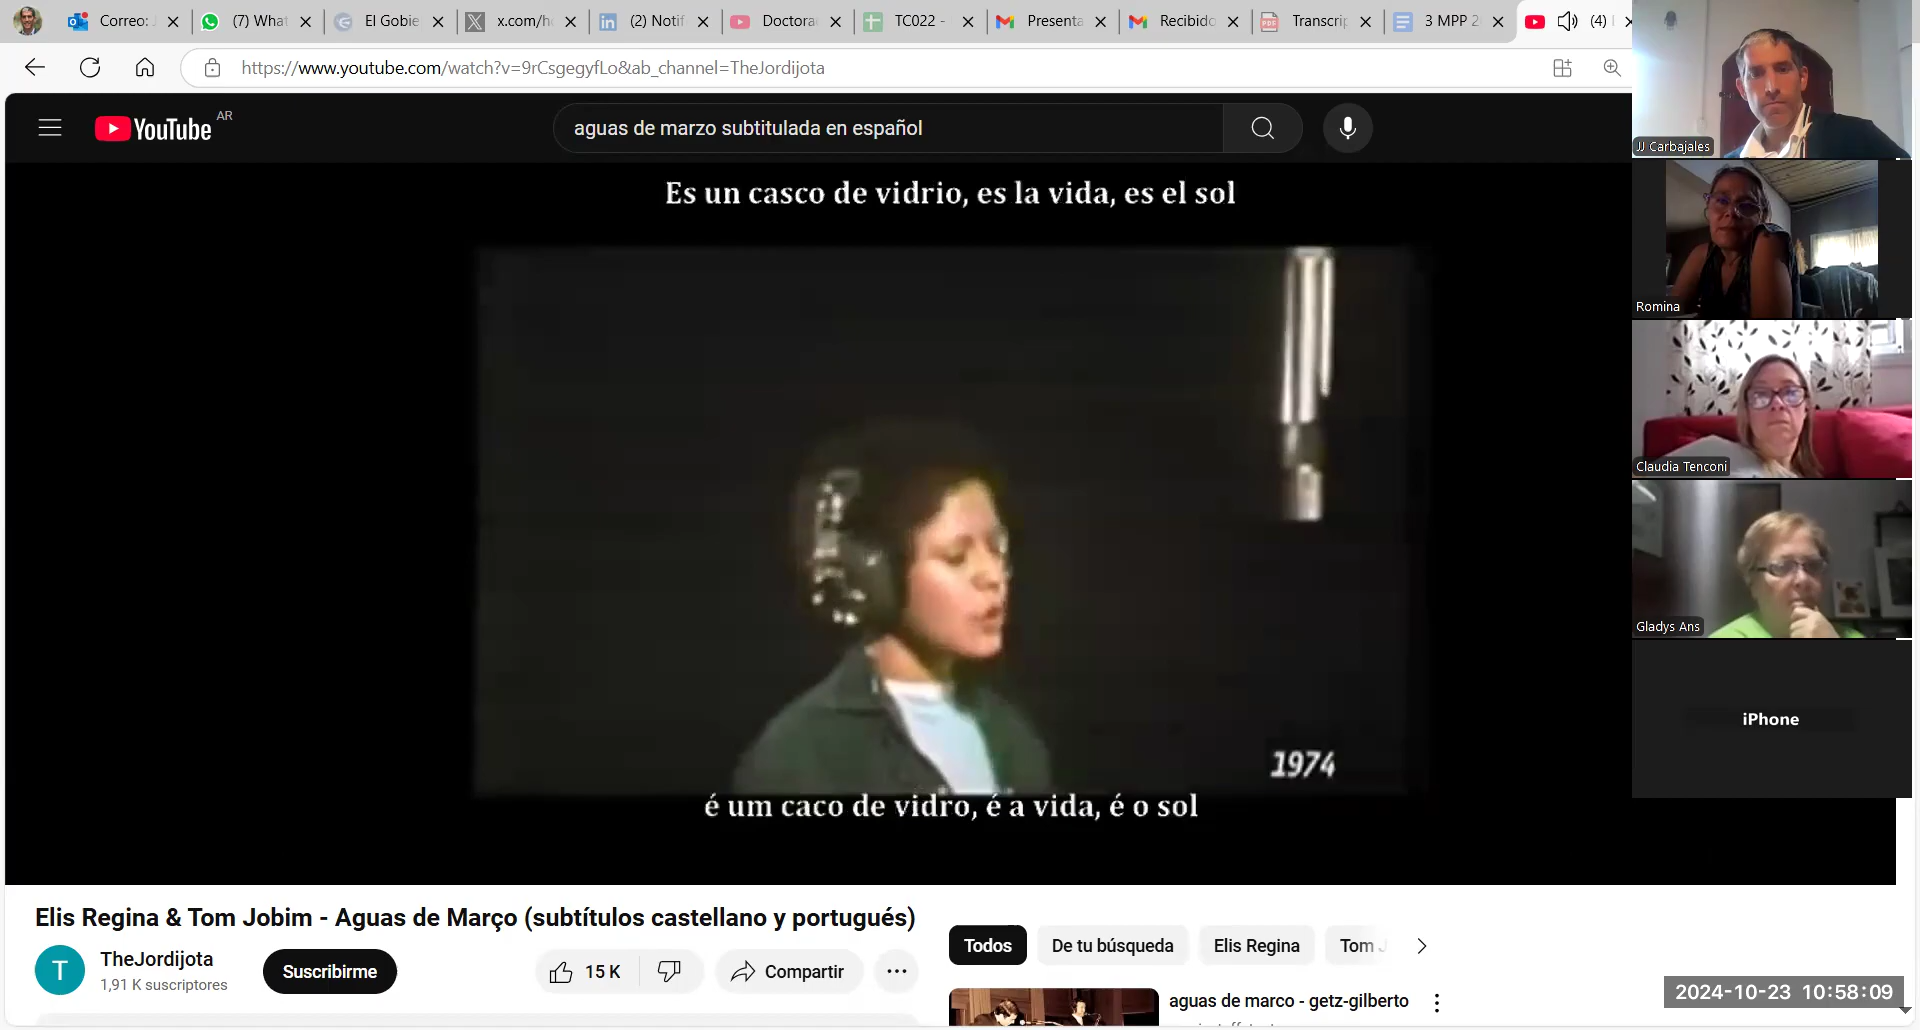 Correo: J
(7) What
El Gobie
x.com/h
(2) Notif
Doctora
TC022 -
Presenta
Recibido
Transcrip
3 MPP 2
(4)
https://www.youtube.com/watch?v=9rCsgegyfLo&ab_channel=TheJordijota
YouTube AR
aguas de marzo subtitulada en español
Es un casco de vidrio, es la vida, es el sol
1974
é um caco de vidro, é a vida, é o sol
Elis Regina & Tom Jobim - Aguas de Março (subtítulos castellano y portugués)
T
TheJordijota
1,91 K suscriptores
Suscribirme
15 K
Compartir
Todos
De tu búsqueda
Elis Regina
Tom J
aguas de marco - getz-gilberto
JJ Carbajales
Romina
Claudia Tenconi
Gladys Ans
iPhone
2024-10-23 10:58:09